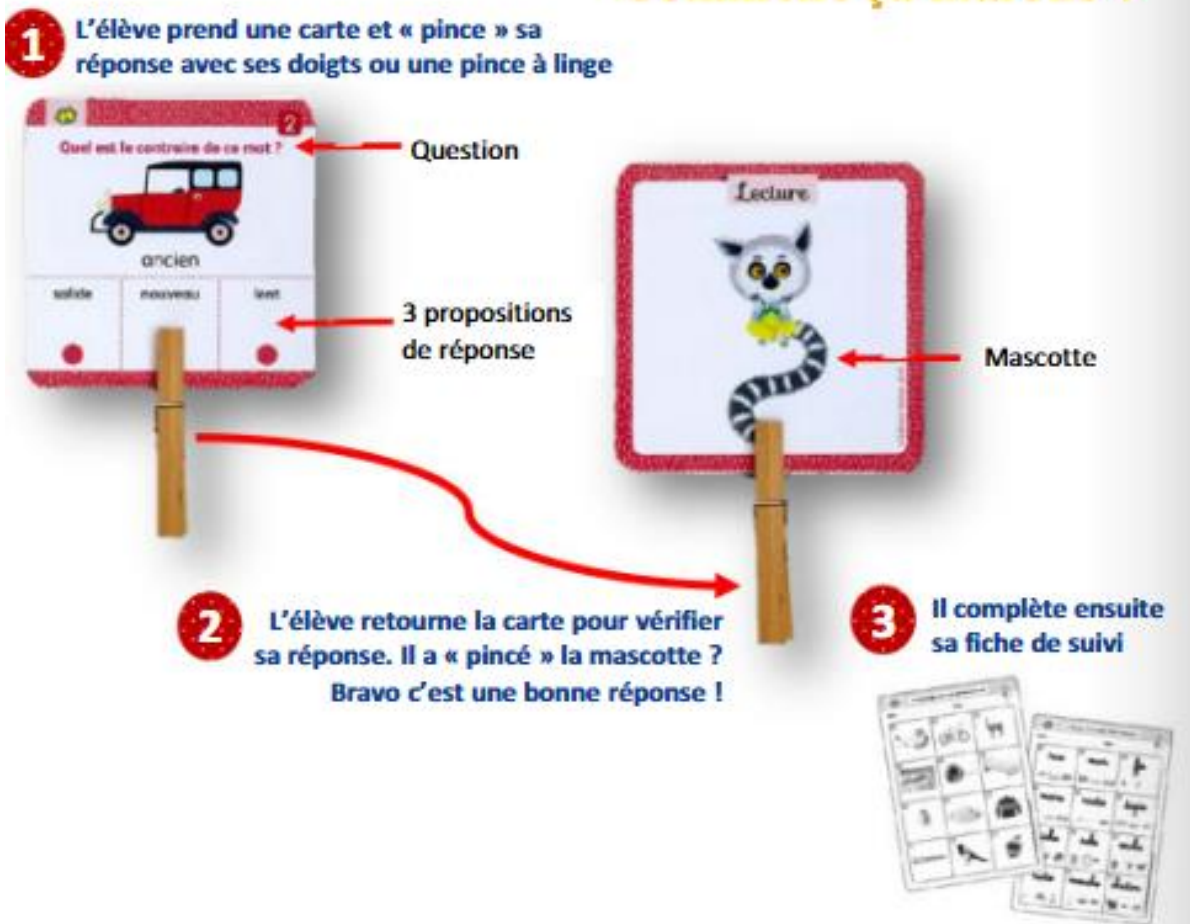 1
L'élève prend une carte et « pince » sa
réponse avec ses doigts ou une pince à linge
2
Quel est le contraire de ce mot ?
Question
ancien
solide
nouveau
lent
3 propositions
de réponse
Lecture
Mascotte
2
L'élève retourne la carte pour vérifier
sa réponse. Il a « pincé » la mascotte ?
Bravo c'est une bonne réponse !
3
Il complète ensuite
sa fiche de suivi